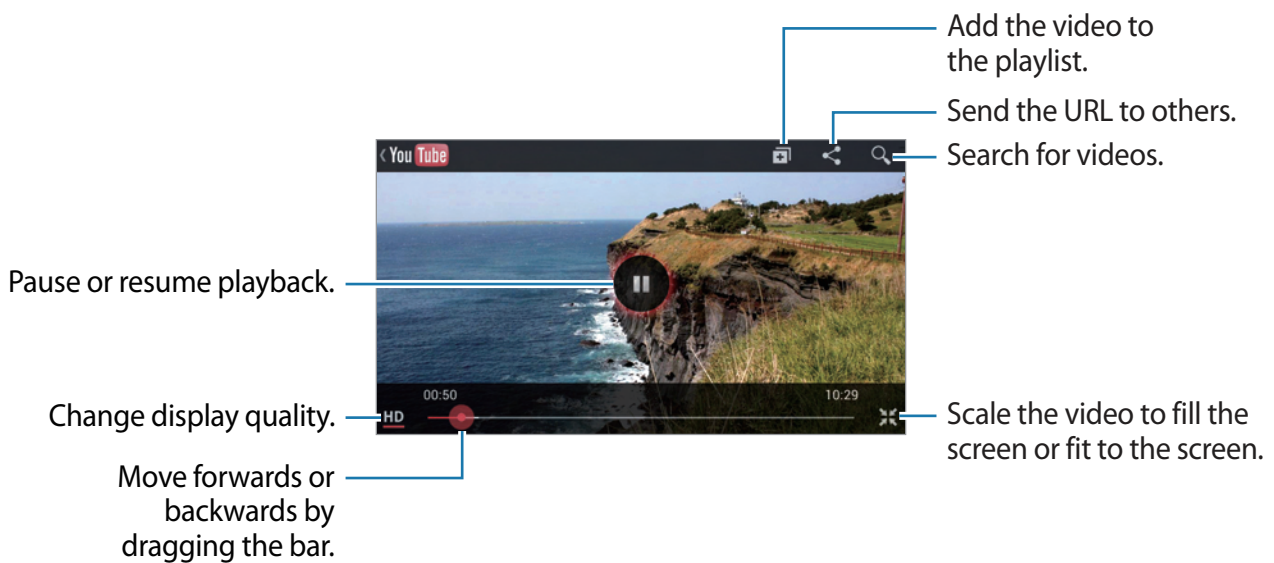 Add the video to
the playlist.
Send the URL to others.
You Tube
Search for videos.
Pause or resume playback.
00:50
10:29
Change display quality.
HD
Scale the video to fill the
screen or fit to the screen.
Move forwards or
backwards by
dragging the bar.